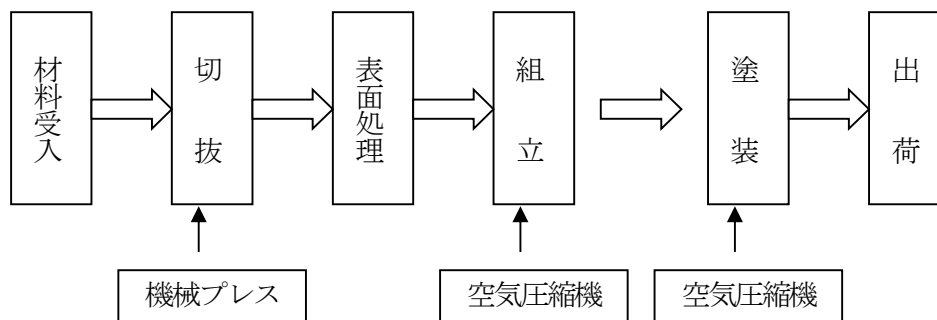 材料受入
切抜
表面処理
組立
塗装
出荷
機械プレス
空気圧縮機
空気圧縮機